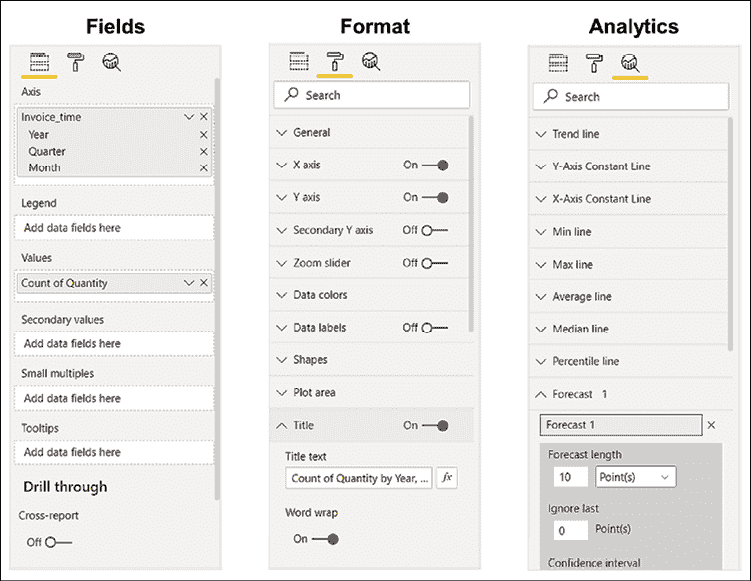 Fields
Axis
Invoice_time
Year
Quarter
Month
Legend
Add data fields here
Values
Count of Quantity
Secondary values
Add data fields here
Small multiples
Add data fields here
Tooltips
Add data fields here
Drill through
Cross-report
Off
Format
Search
General
X axis On
Y axis On
Secondary Y axis Off
Zoom slider Off
Data colors
Data labels Off
Shapes
Plot area
Title On
Title text
Count of Quantity by Year, ... fx
Word wrap
On
Analytics
Search
Trend line
Y-Axis Constant Line
X-Axis Constant Line
Min line
Max line
Average line
Median line
Percentile line
Forecast 1
Forecast 1
Forecast length
10 Point(s)
Ignore last
0 Point(s)
Confidence interval